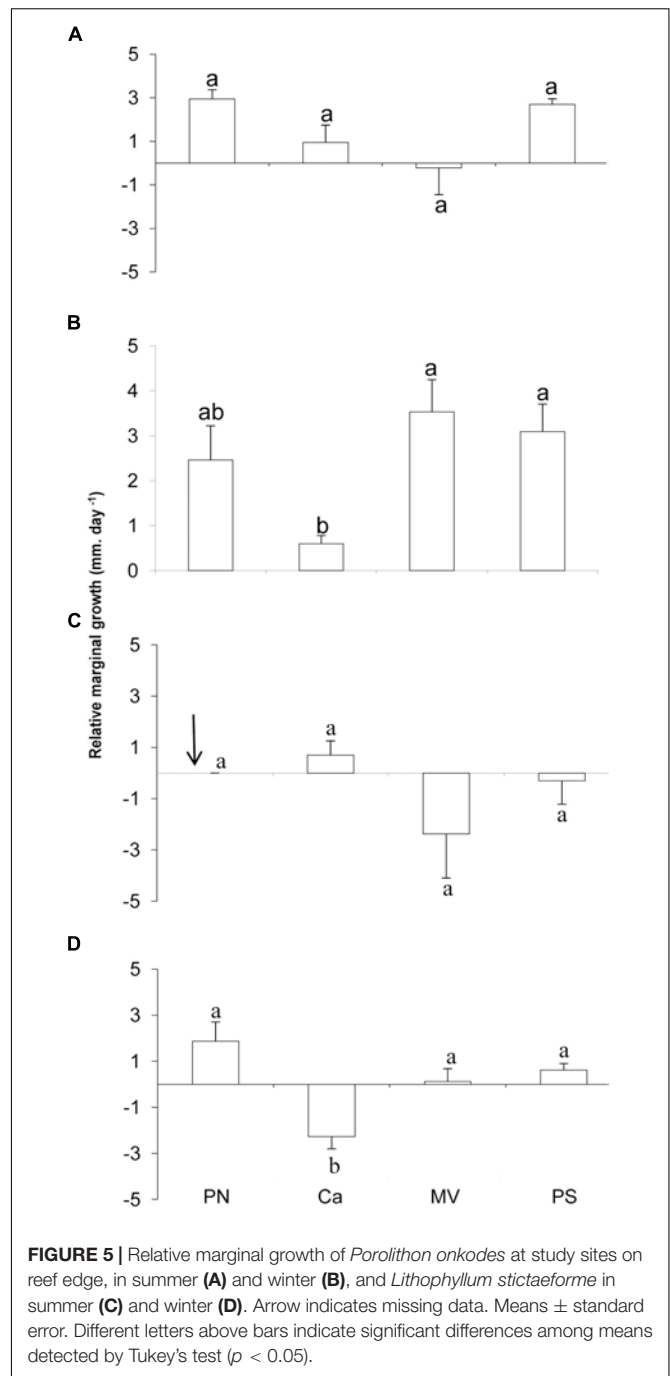 A
5
a
a
a
3
a
1
-1
-3
-5
B
5
a
a
4
ab
3
2
b
1
0
Relative marginal growth (mm. day -1)
C
5
3
a
a
1
-1
a
-3
a
-5
D
5
a
3
a
a
1
-1
-3
b
-5
PN Ca MV PS
FIGURE 5 | Relative marginal growth of Porolithon onkodes at study sites on
reef edge, in summer (A) and winter (B), and Lithophyllum stictaeforme in
summer (C) and winter (D). Arrow indicates missing data. Means ± standard
error. Different letters above bars indicate significant differences among means
detected by Tukey's test (p < 0.05).